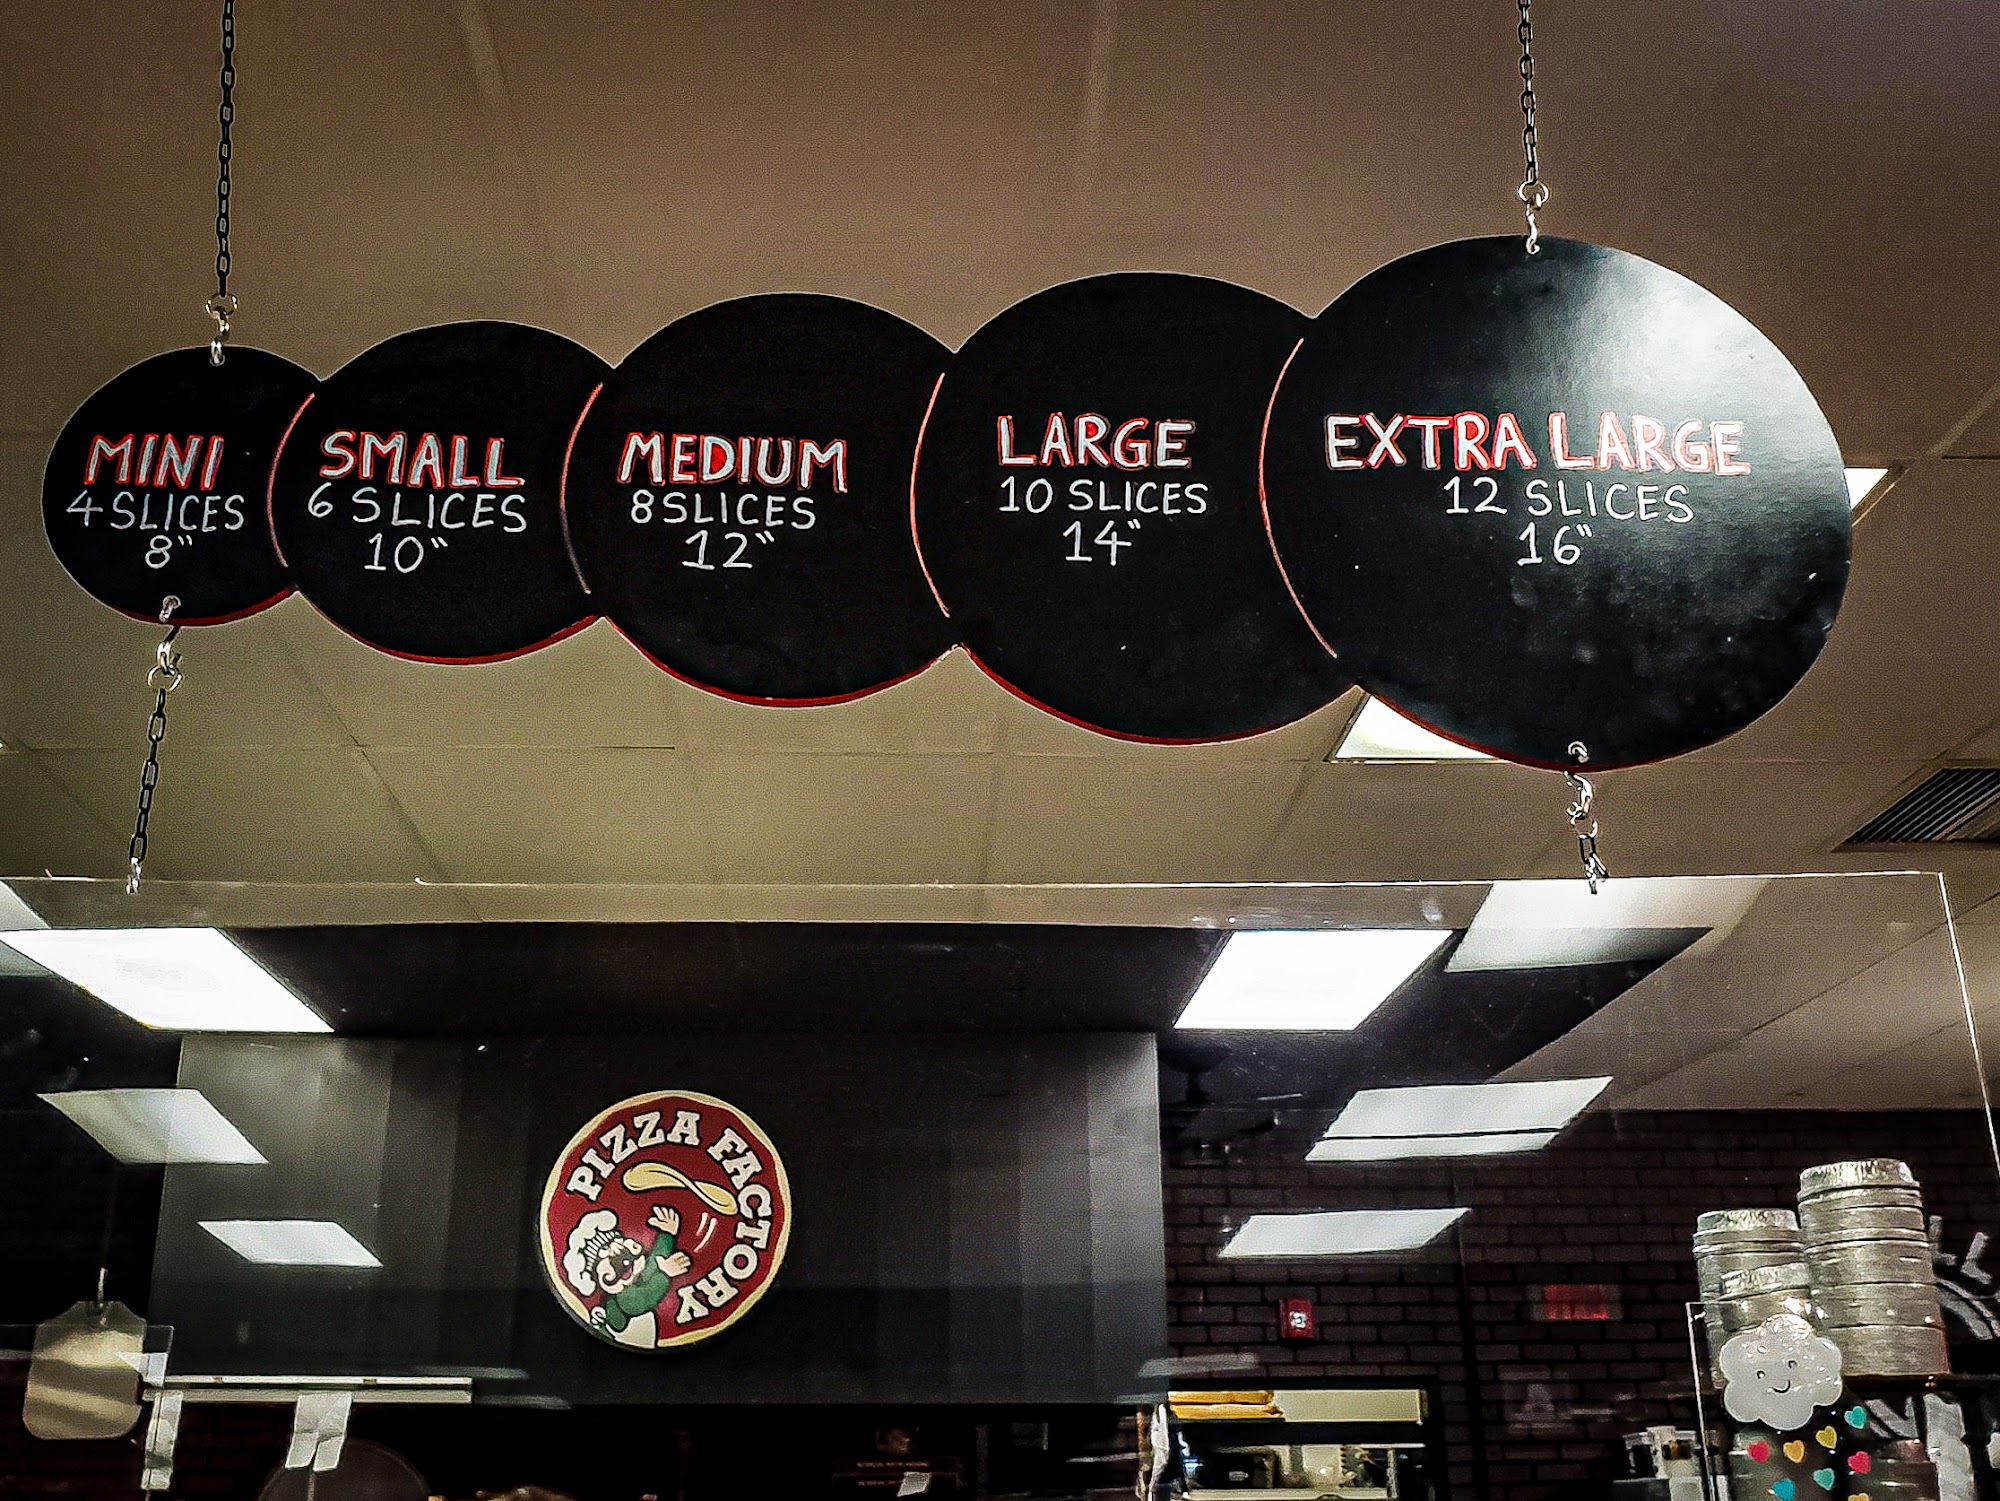 MINI
4 SLICES
8"
SMALL
6 SLICES
10"
MEDIUM
8 SLICES
12"
LARGE
10 SLICES
14"
EXTRA LARGE
12 SLICES
16"
PIZZA FACTORY